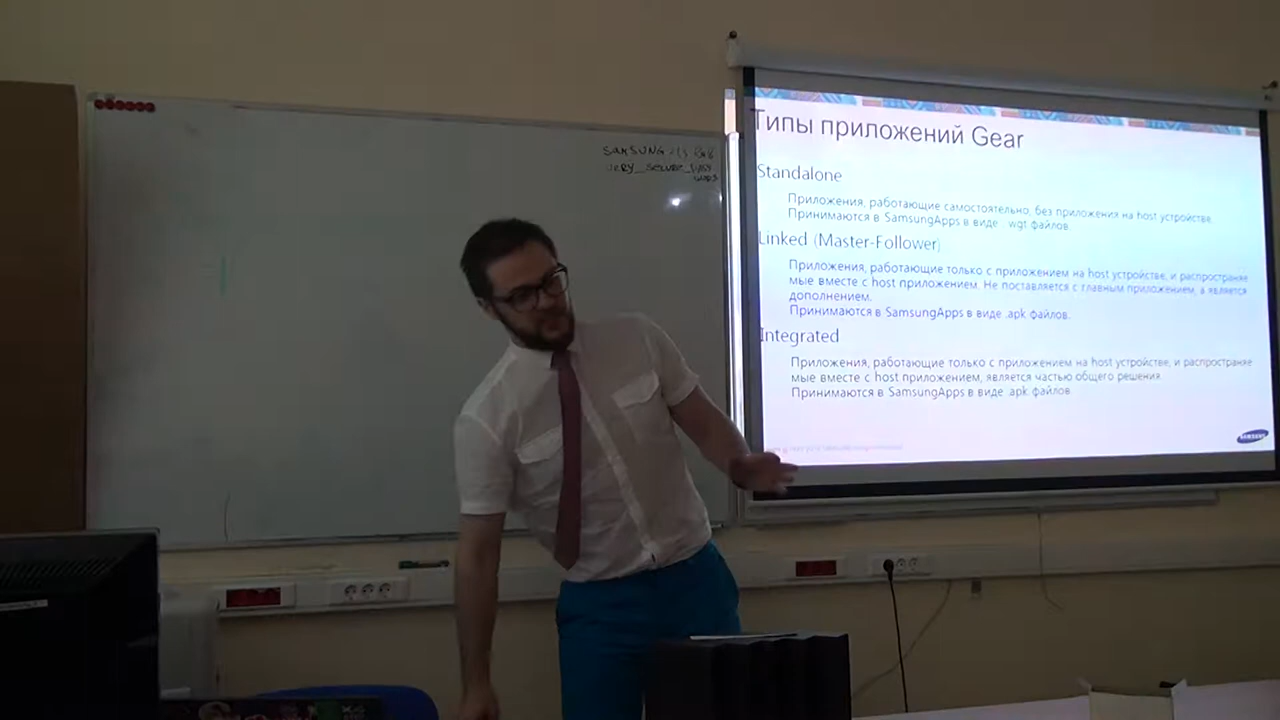 SAMSUNG
Типы приложений Gear
Standalone
Приложения, работающие самостоятельно, без приложения на host устройстве.
Принимаются в SamsungApps в виде .wgt файлов.
Linked (Master-Follower)
Приложения, работающие только с приложением на host устройстве, и распространяе
мые вместе с host приложением. Не поставляется с главным приложением, а является
дополнением.
Принимаются в SamsungApps в виде .apk файлов.
Integrated
Приложения, работающие только с приложением на host устройстве, и распространяе
мые вместе с host приложением, является частью общего решения.
Принимаются в SamsungApps в виде .apk файлов
SAMSUNG